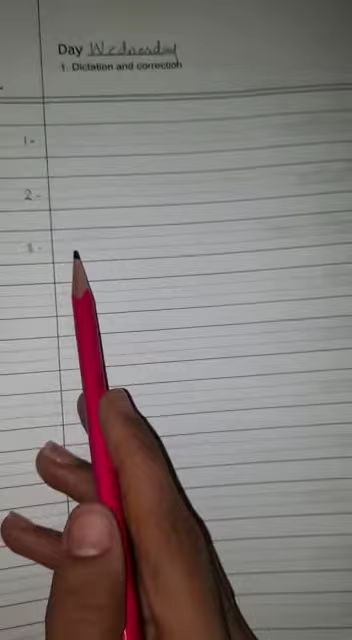 Day Wednesday
1. Dictation and correction
1-
2-
3-